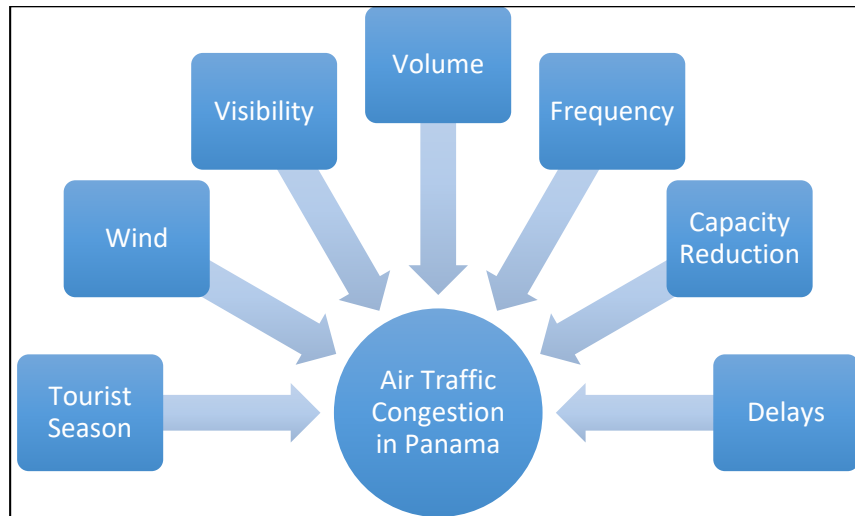 Volume
Visibility
Frequency
Wind
Capacity
Reduction
Tourist
Season
Air Traffic
Congestion
in Panama
Delays